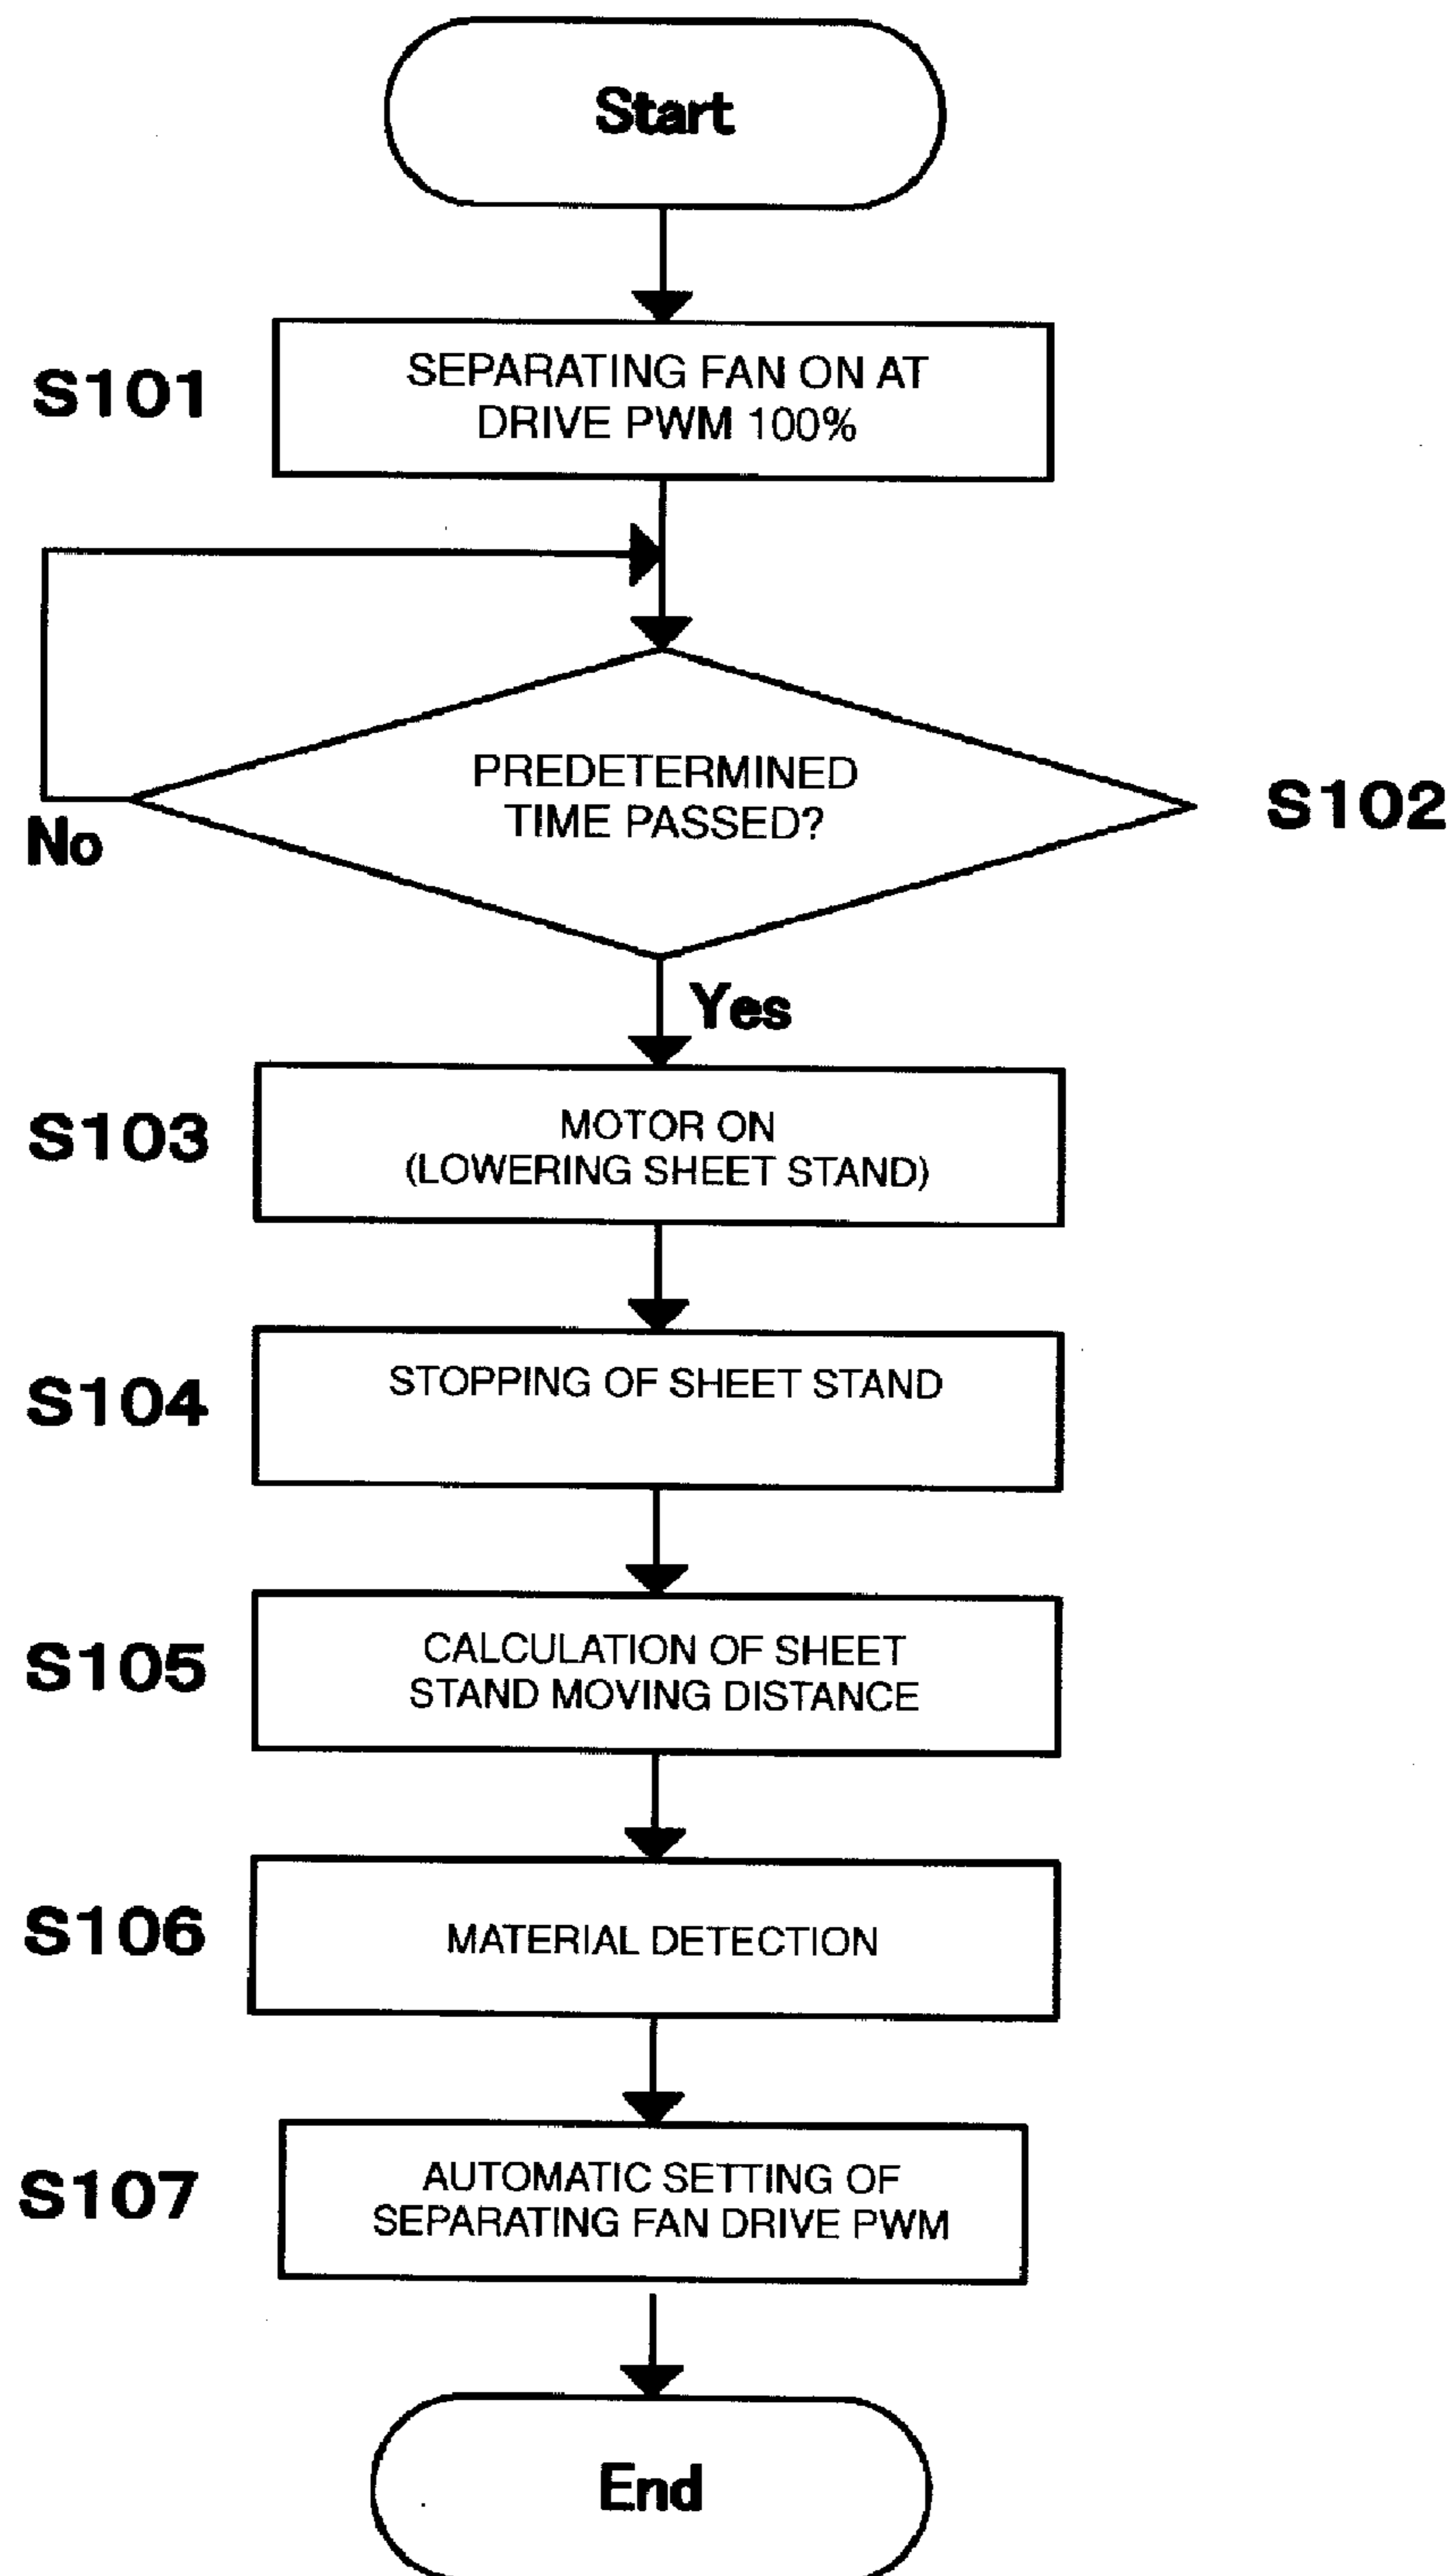 Start
S101
SEPARATING FAN ON AT
DRIVE PWM 100%
PREDETERMINED
TIME PASSED?
S102
No
Yes
S103
MOTOR ON
(LOWERING SHEET STAND)
S104
STOPPING OF SHEET STAND
S105
CALCULATION OF SHEET
STAND MOVING DISTANCE
S106
MATERIAL DETECTION
S107
AUTOMATIC SETTING OF
SEPARATING FAN DRIVE PWM
End